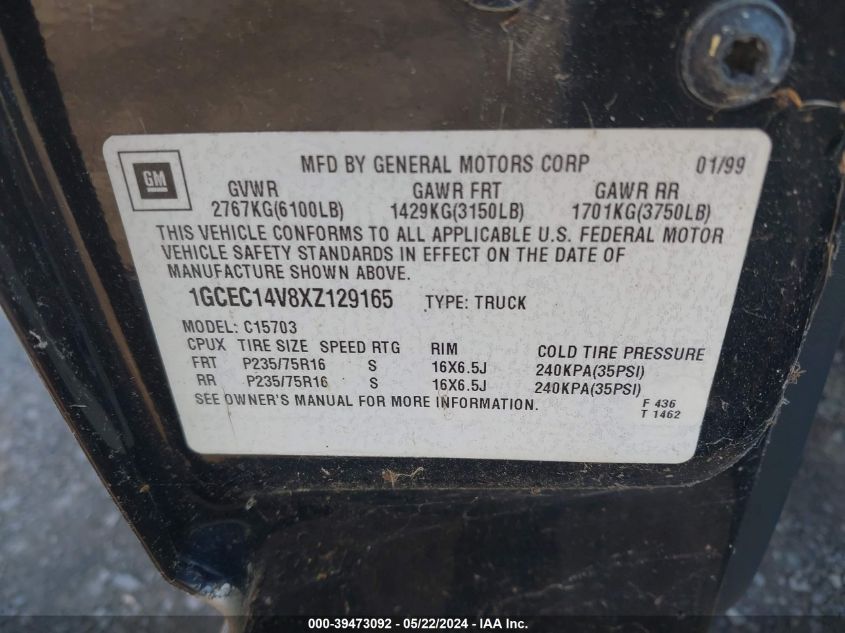 GM
MFD BY GENERAL MOTORS CORP 01/99
GVWR GAWR FRT GAWR RR
2767KG(6100LB) 1429KG(3150LB) 1701KG(3750LB)
THIS VEHICLE CONFORMS TO ALL APPLICABLE U.S. FEDERAL MOTOR
VEHICLE SAFETY STANDARDS IN EFFECT ON THE DATE OF
MANUFACTURE SHOWN ABOVE.
1GCEC14V8XZ129165 TYPE: TRUCK
MODEL: C15703
CPUX TIRE SIZE SPEED RTG RIM COLD TIRE PRESSURE
FRT P235/75R16 S 16X6.5J 240KPA(35PSI)
RR P235/75R16 S 16X6.5J 240KPA(35PSI)
SEE OWNER'S MANUAL FOR MORE INFORMATION.
F 436
T 1462
000-39473092 - 05/22/2024 - IAA Inc.